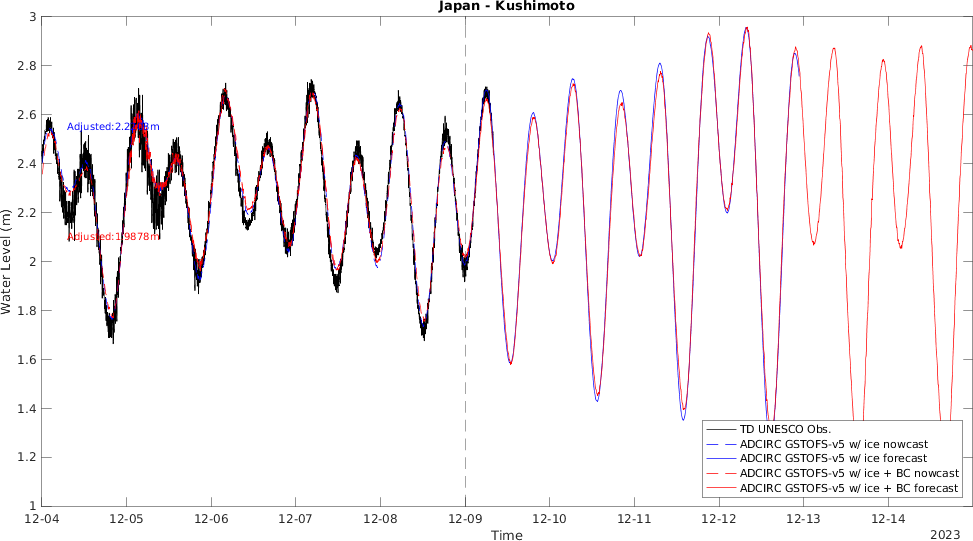 Japan - Kushimoto
Water Level (m)
3
2.8
2.6
2.4
2.2
2
1.8
1.6
1.4
1.2
1
Adjusted:1.9878m
TD UNESCO Obs.
ADCIRC GSTOFS-v5 w/ ice nowcast
ADCIRC GSTOFS-v5 w/ ice forecast
ADCIRC GSTOFS-v5 w/ ice + BC nowcast
ADCIRC GSTOFS-v5 w/ ice + BC forecast
12-04 12-05 12-06 12-07 12-08 12-09 12-10 12-11 12-12 12-13 12-14
Time
2023